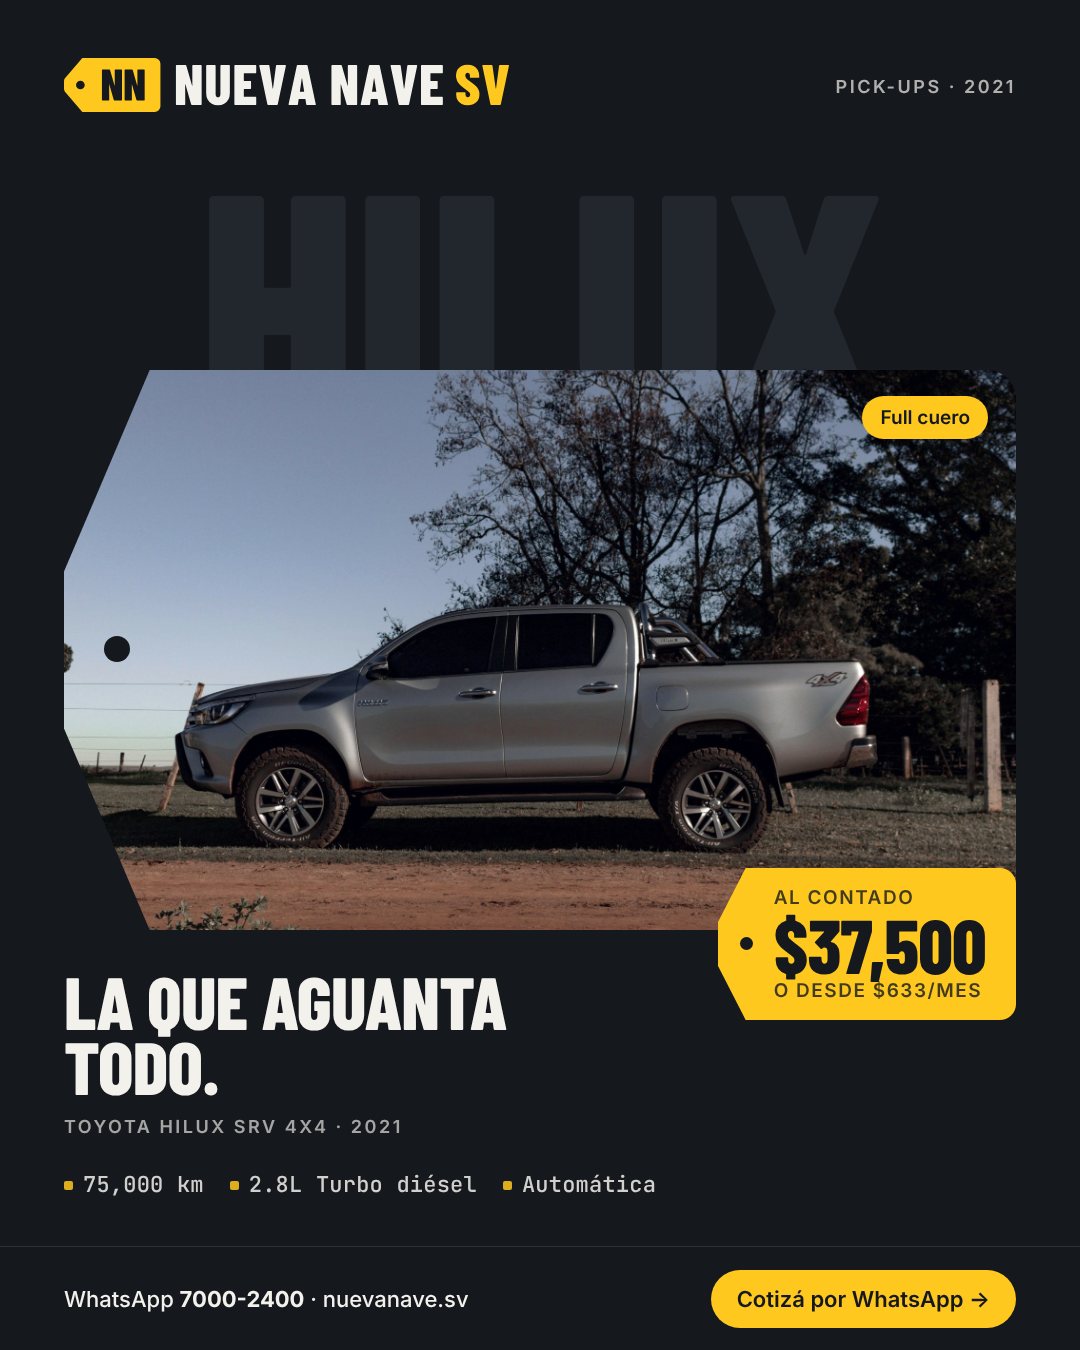 NN NUEVA NAVE SV
PICK-UPS · 2021
HILUX
Full cuero
4x4
AL CONTADO
$37,500
O DESDE $633/MES
LA QUE AGUANTA
TODO.
TOYOTA HILUX SRV 4X4 · 2021
75,000 km 2.8L Turbo diésel Automática
WhatsApp 7000-2400 · nuevanave.sv
Cotizá por WhatsApp →